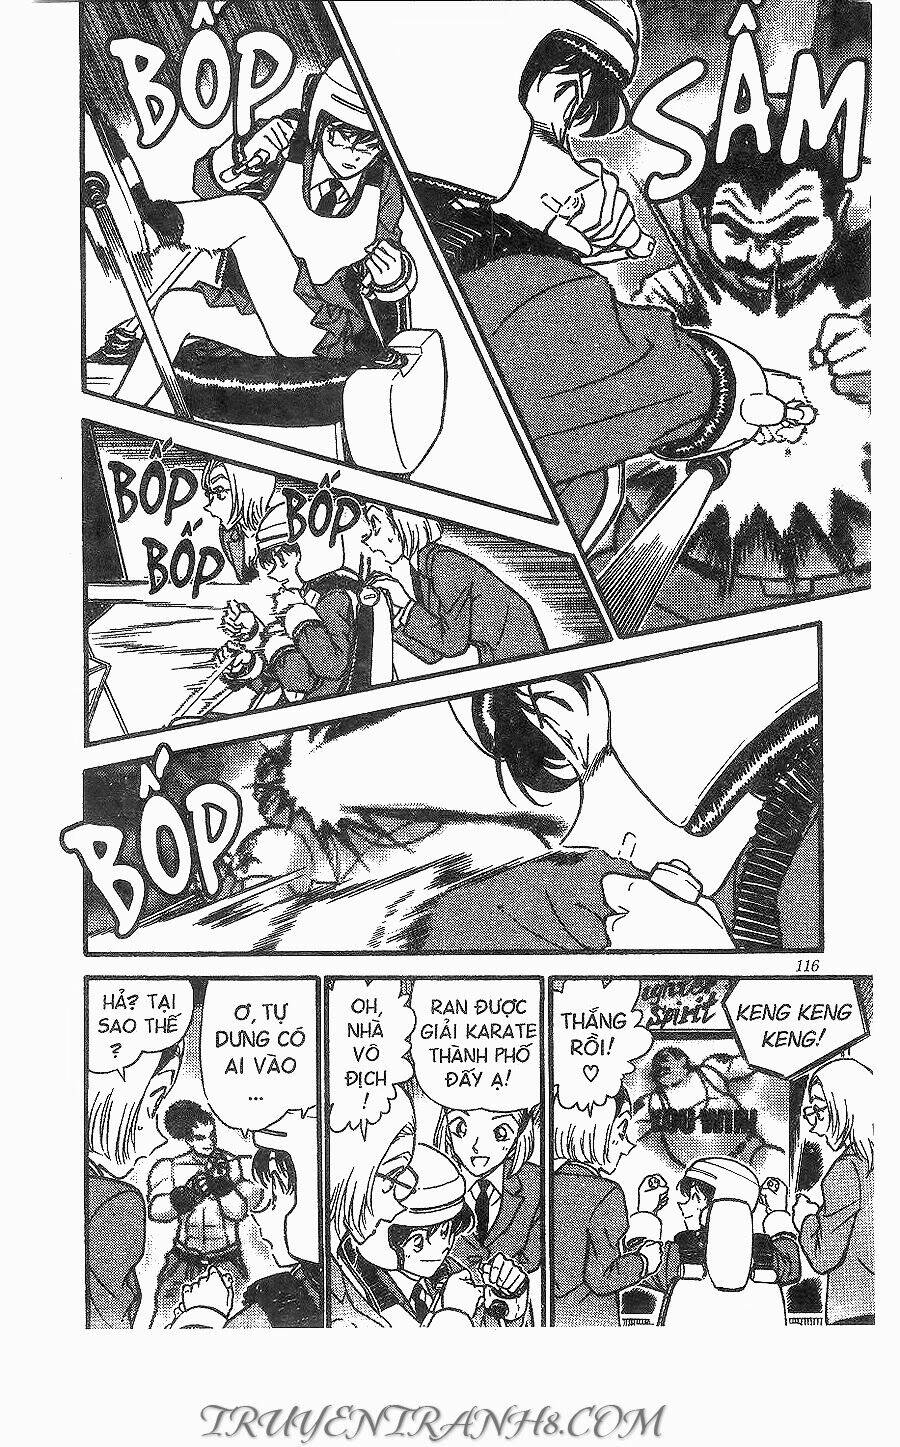 SẦM
BỐP
BỐP
BỐP
BỐP
BỐP
116
KENG KENG
KENG!
Spirit
YOU WIN
THẮNG
RỒI!
♡
RAN ĐƯỢC
GIẢI KARATE
THÀNH PHỐ
ĐẤY Ạ!
OH,
NHÀ
VÔ
ĐỊCH
!
Ơ, TỰ
DƯNG CÓ
AI VÀO
...
HẢ? TẠI
SAO THẾ
?
TRUYENTRANH8.COM